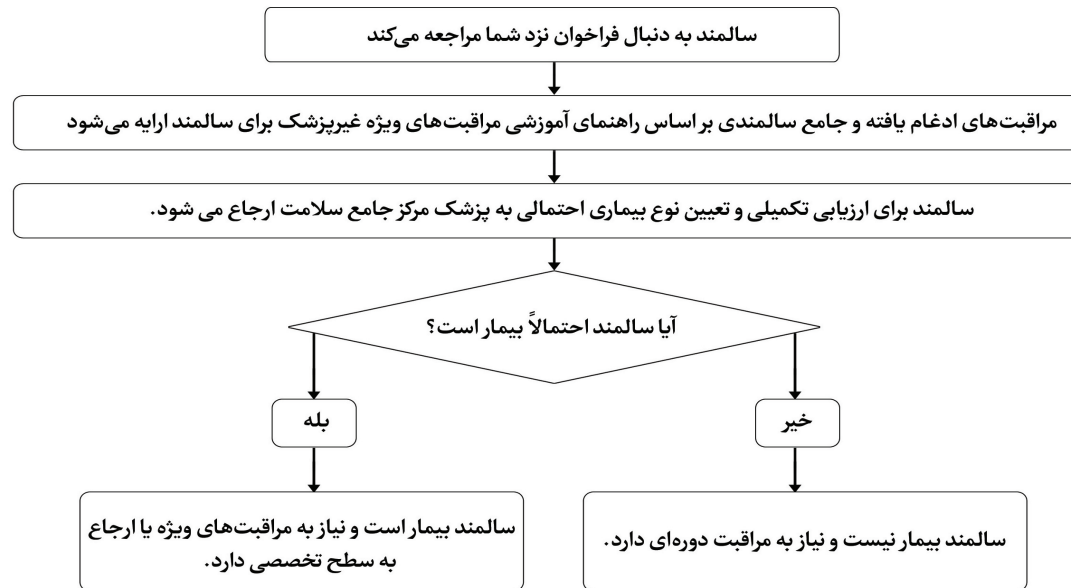 سالمند به دنبال فراخوان نزد شما مراجعه می‌کند
مراقبت‌های ادغام یافته و جامع سالمندی بر اساس راهنمای آموزشی مراقبت‌های ویژه غیرپزشک برای سالمند ارایه می‌شود
سالمند برای ارزیابی تکمیلی و تعیین نوع بیماری احتمالی به پزشک مرکز جامع سلامت ارجاع می شود.
آیا سالمند احتمالاً بیمار است؟
خیر
بله
سالمند بیمار نیست و نیاز به مراقبت دوره‌ای دارد.
سالمند بیمار است و نیاز به مراقبت‌های ویژه یا ارجاع
به سطح تخصصی دارد.